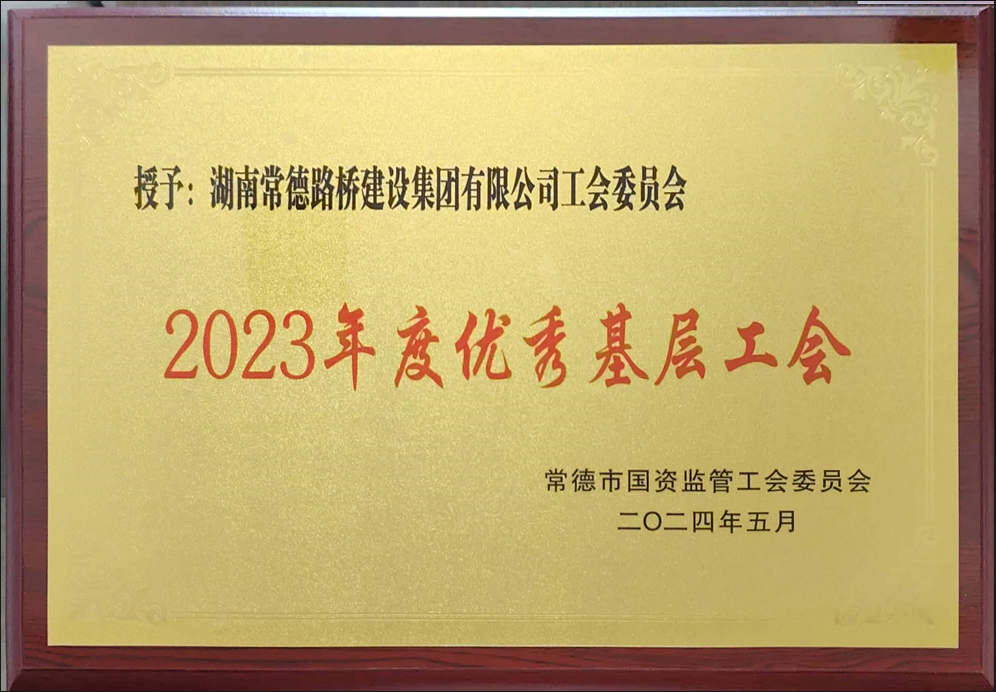 授予：湖南常德路桥建设集团有限公司工会委员会
2023年度优秀基层工会
常德市国资监管工会委员会
二〇二四年五月